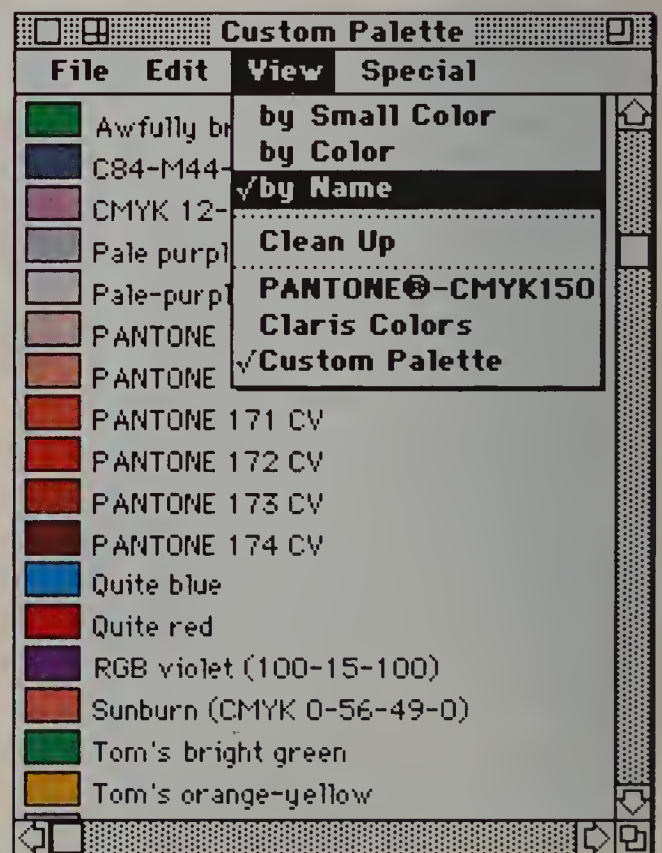 Custom Palette
File Edit View Special
by Small Color
by Color
√by Name
Clean Up
PANTONE®-CMYK150
Claris Colors
√Custom Palette
Awfully
C84-M44-
CMYK 12-
Pale
Pale-
PANTONE
PANTONE
PANTONE 171 CV
PANTONE 172 CV
PANTONE 173 CV
PANTONE 174 CV
Quite blue
Quite red
RGB violet (100-15-100)
Sunburn (CMYK 0-56-49-0)
Tom's bright green
Tom's orange-yellow